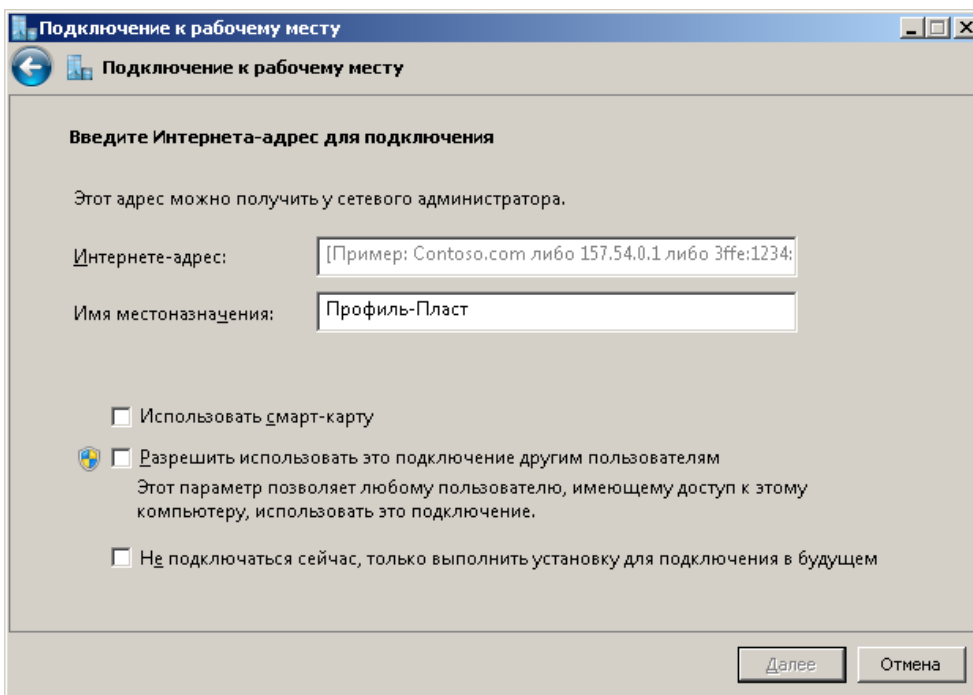 Подключение к рабочему месту
Подключение к рабочему месту
Введите Интернета-адрес для подключения
Этот адрес можно получить у сетевого администратора.
Интернете-адрес: [Пример: Contoso.com либо 157.54.0.1 либо 3ffe:1234:
Имя местоназначения: Профиль-Пласт
Использовать смарт-карту
Разрешить использовать это подключение другим пользователям
Этот параметр позволяет любому пользователю, имеющему доступ к этому
компьютеру, использовать это подключение.
Не подключаться сейчас, только выполнить установку для подключения в будущем
Далее Отмена